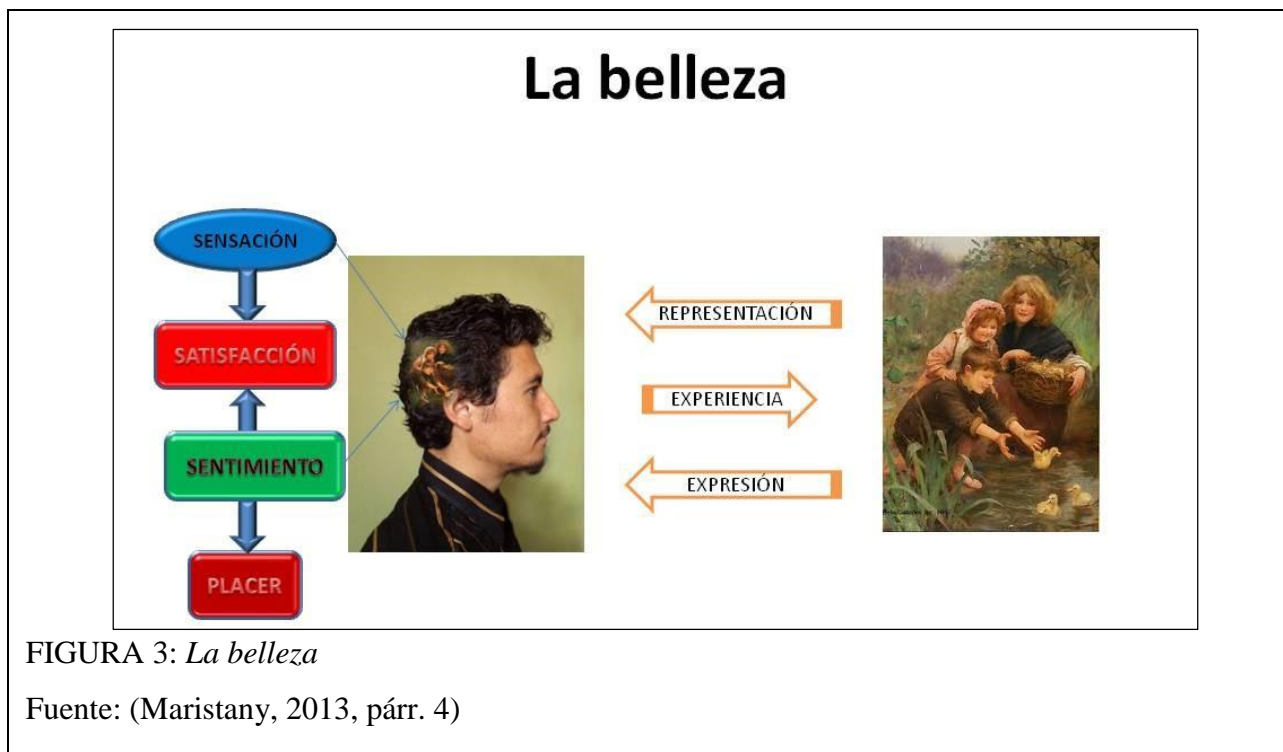 La belleza
SENSACIÓN
SATISFACCIÓN
SENTIMIENTO
PLACER
REPRESENTACIÓN
EXPERIENCIA
EXPRESIÓN
FIGURA 3: La belleza
Fuente: (Maristany, 2013, párr. 4)